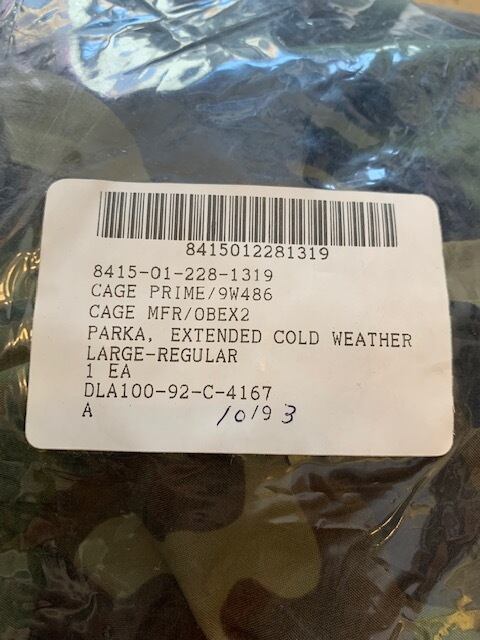 8415012281319
8415-01-228-1319
CAGE PRIME/9W486
CAGE MFR/0BEX2
PARKA, EXTENDED COLD WEATHER
LARGE-REGULAR
1 EA
DLA100-92-C-4167
A 10/93